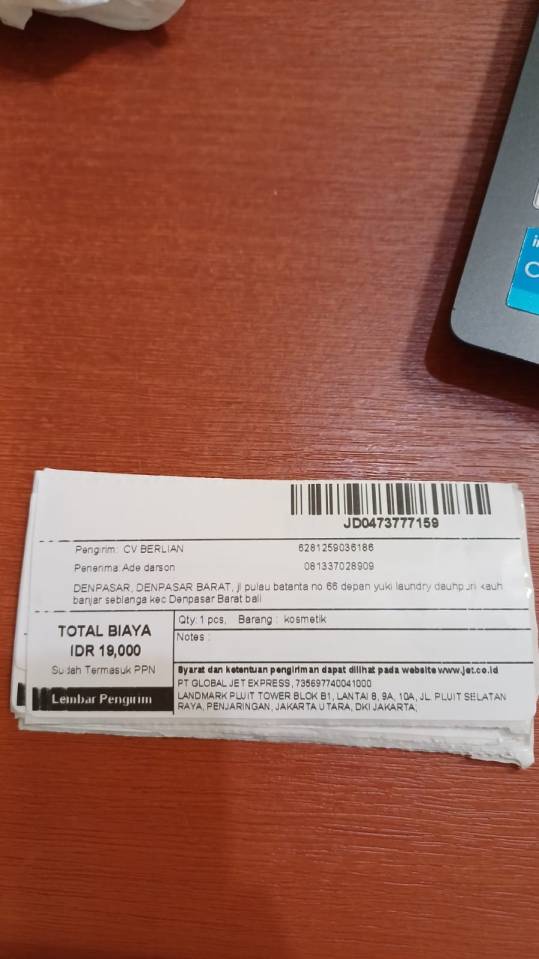 JD0473777159
Pengirim: CV BERLIAN 6281259036186
Penerima: Ade darson 081337028909
DENPASAR, DENPASAR BARAT, jl pulau batanta no 66 depan yuki laundry dauhpuri kauh
banjar seblanga kec Denpasar Barat bali
TOTAL BIAYA
IDR 19,000
Sudah Termasuk PPN
Lembar Pengirim
Qty: 1 pcs, Barang : kosmetik
Notes :
Syarat dan ketentuan pengiriman dapat dilihat pada website www.jet.co.id
PT GLOBAL JET EXPRESS, 735697740041000
LANDMARK PLUIT TOWER BLOK B1, LANTAI 8, 9A, 10A, JL. PLUIT SELATAN
RAYA, PENJARINGAN, JAKARTA UTARA, DKI JAKARTA,